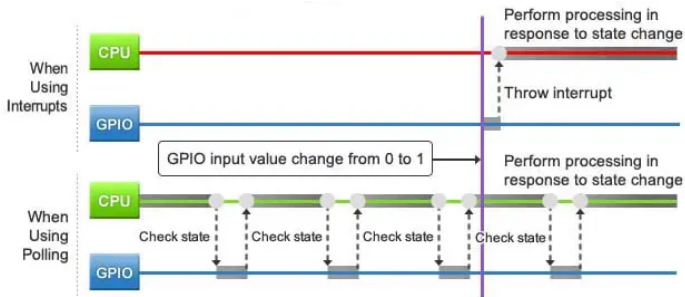 Perform processing in
response to state change
CPU
When
Using
Interrupts
Throw interrupt
GPIO
GPIO input value change from 0 to 1
Perform processing in
response to state change
CPU
When
Using
Polling
Check state
Check state
Check state
Check state
GPIO